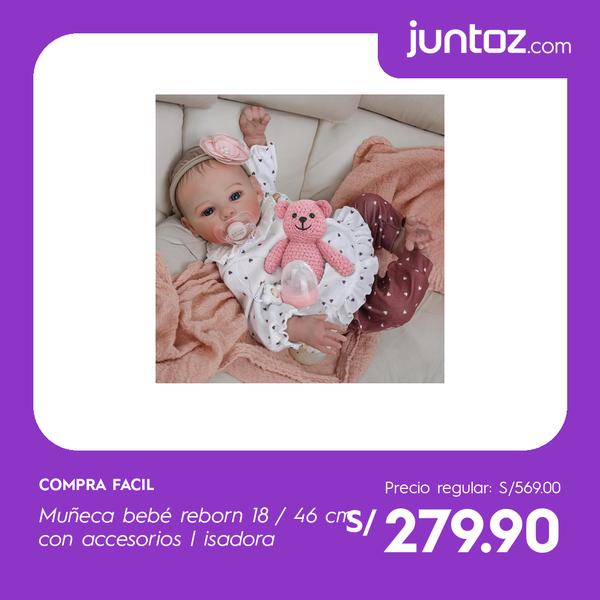 juntoz.com
COMPRA FACIL
Muñeca bebé reborn 18 / 46 cm
con accesorios | isadora
Precio regular: S/569.00
S/ 279.90